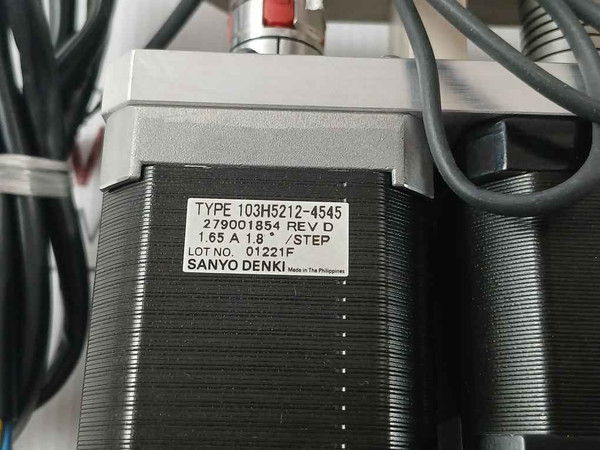 TYPE 103H5212-4545
279001854 REV D
1.65 A 1.8° /STEP
LOT NO. 01221F
SANYO DENKI Made in The Philippines